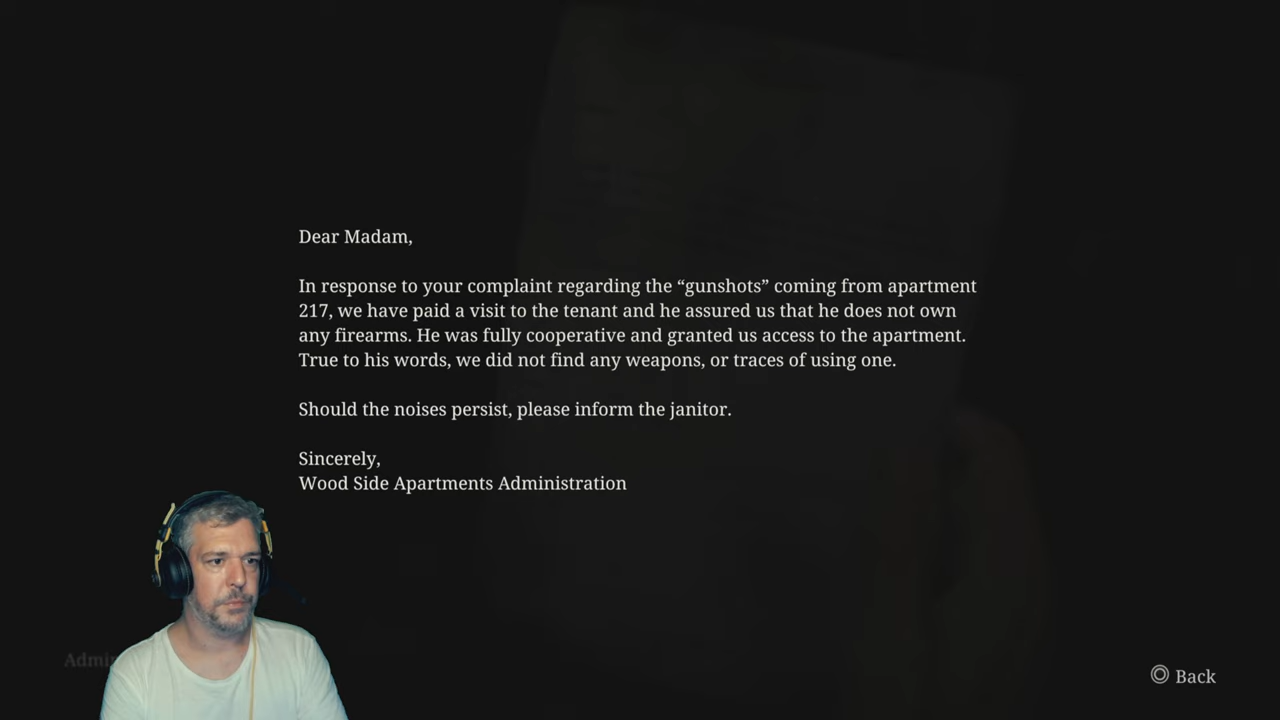 Dear Madam,
In response to your complaint regarding the “gunshots” coming from apartment
217, we have paid a visit to the tenant and he assured us that he does not own
any firearms. He was fully cooperative and granted us access to the apartment.
True to his words, we did not find any weapons, or traces of using one.
Should the noises persist, please inform the janitor.
Sincerely,
Wood Side Apartments Administration
Back